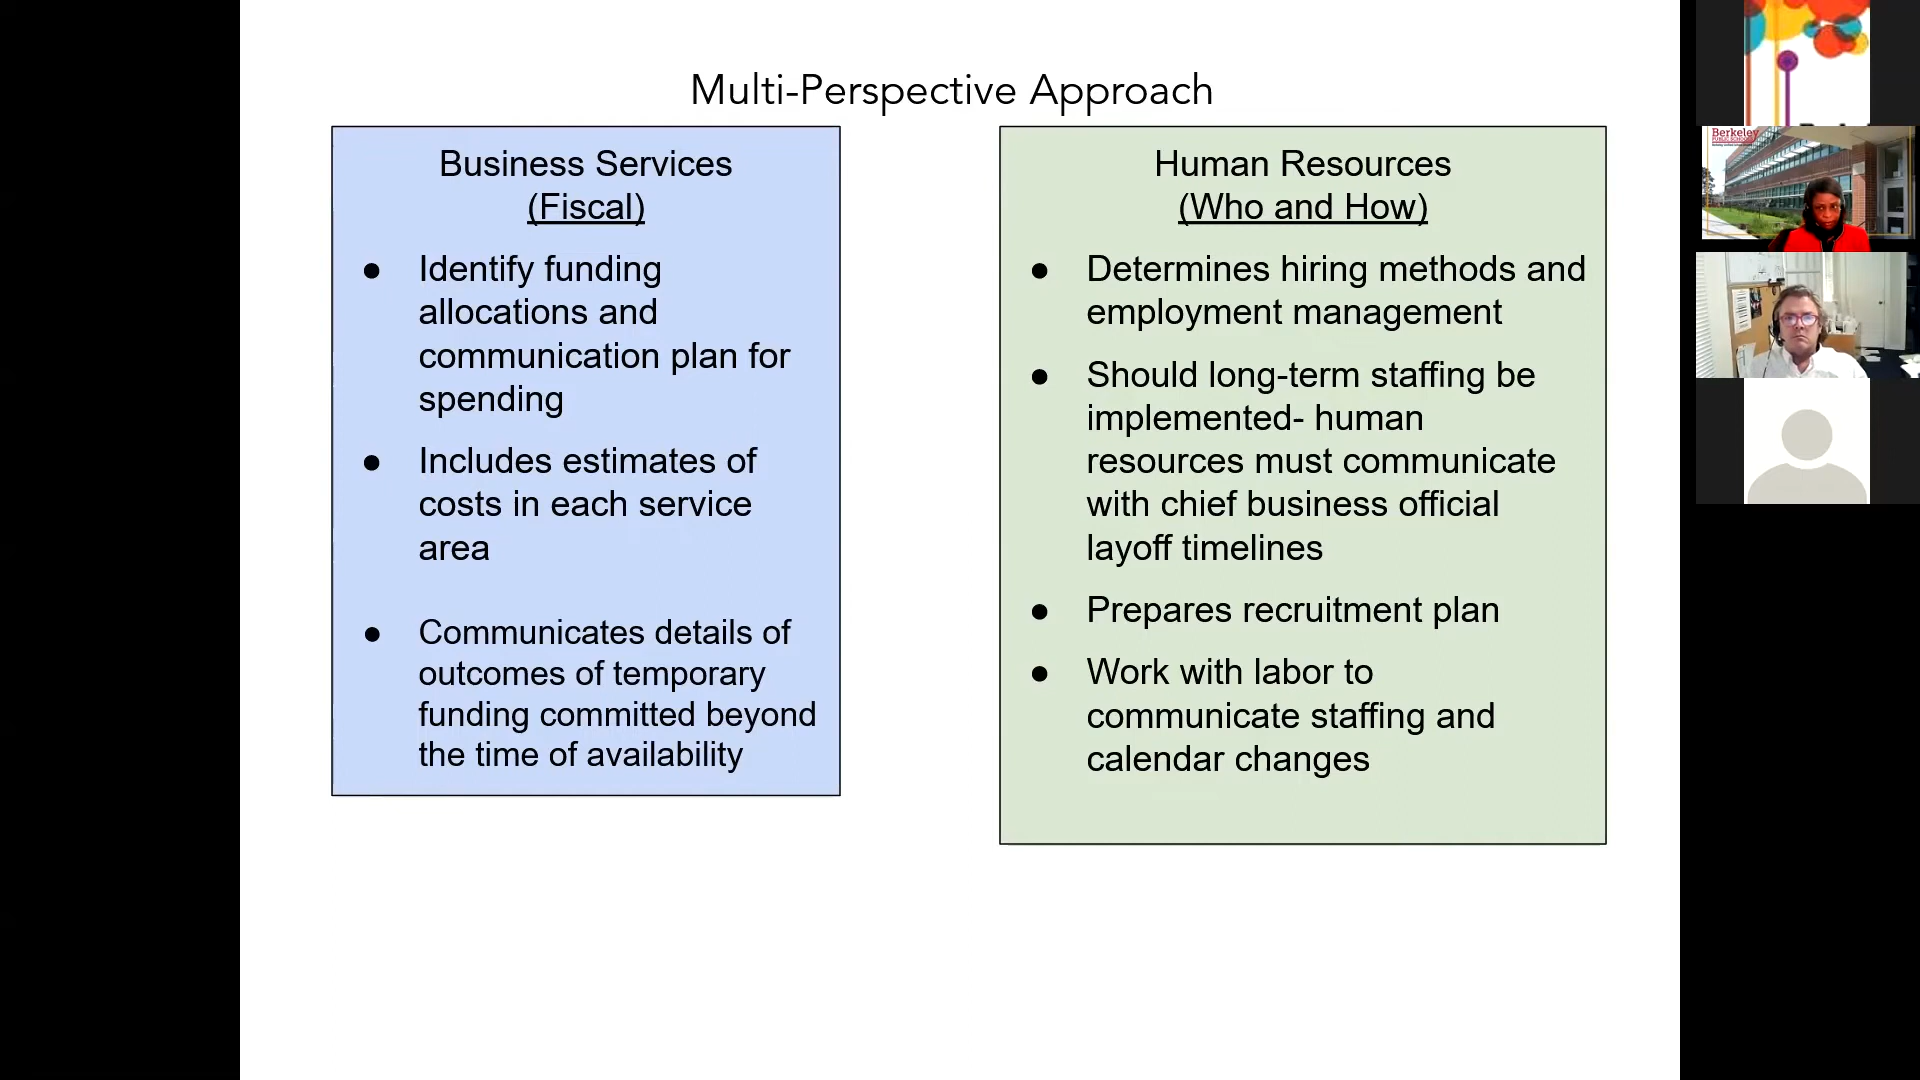 Multi-Perspective Approach
Business Services
(Fiscal)
● Identify funding
allocations and
communication plan for
spending
● Includes estimates of
costs in each service
area
● Communicates details of
outcomes of temporary
funding committed beyond
the time of availability
Human Resources
(Who and How)
● Determines hiring methods and
employment management
● Should long-term staffing be
implemented- human
resources must communicate
with chief business official
layoff timelines
● Prepares recruitment plan
● Work with labor to
communicate staffing and
calendar changes
Berkeley